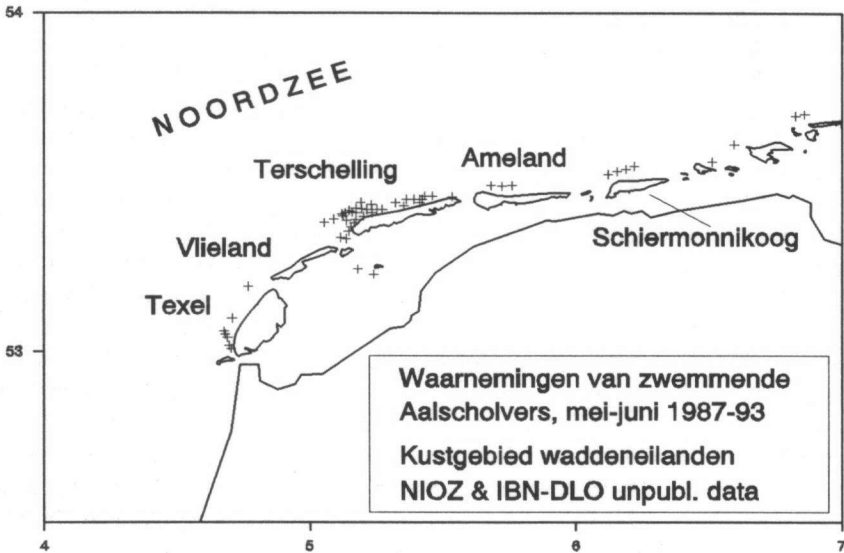 54
NOORDZEE
Terschelling
Ameland
Schiermonnikoog
Vlieland
Texel
53
Waarnemingen van zwemmende
Aalscholvers, mei-juni 1987-93
Kustgebied waddeneilanden
NIOZ & IBN-DLO unpubl. data
4 5 6 7